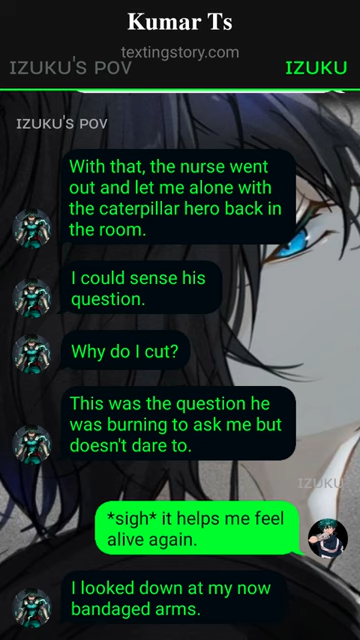 Kumar Ts
textingstory.com
IZUKU'S POV
IZUKU
IZUKU'S POV
With that, the nurse went
out and let me alone with
the caterpillar hero back in
the room.
I could sense his
question.
Why do I cut?
This was the question he
was burning to ask me but
doesn't dare to.
IZUKU
*sigh* it helps me feel
alive again.
I looked down at my now
bandaged arms.